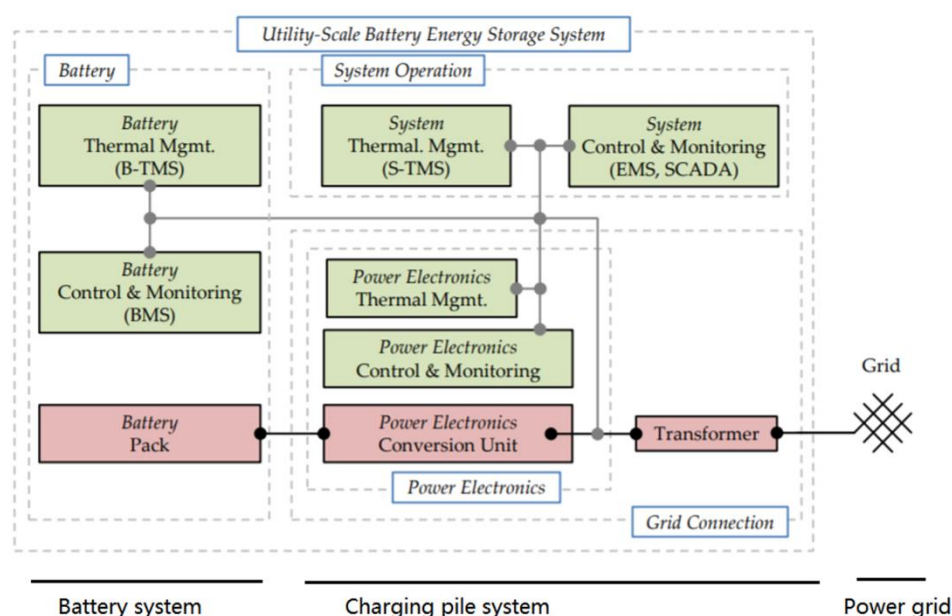 Utility-Scale Battery Energy Storage System
Battery
System Operation
Battery
Thermal Mgmt.
(B-TMS)
System
Thermal. Mgmt.
(S-TMS)
System
Control & Monitoring
(EMS, SCADA)
Battery
Control & Monitoring
(BMS)
Power Electronics
Thermal Mgmt.
Power Electronics
Control & Monitoring
Grid
Battery
Pack
Power Electronics
Conversion Unit
Transformer
Power Electronics
Grid Connection
Battery system
Charging pile system
Power grid